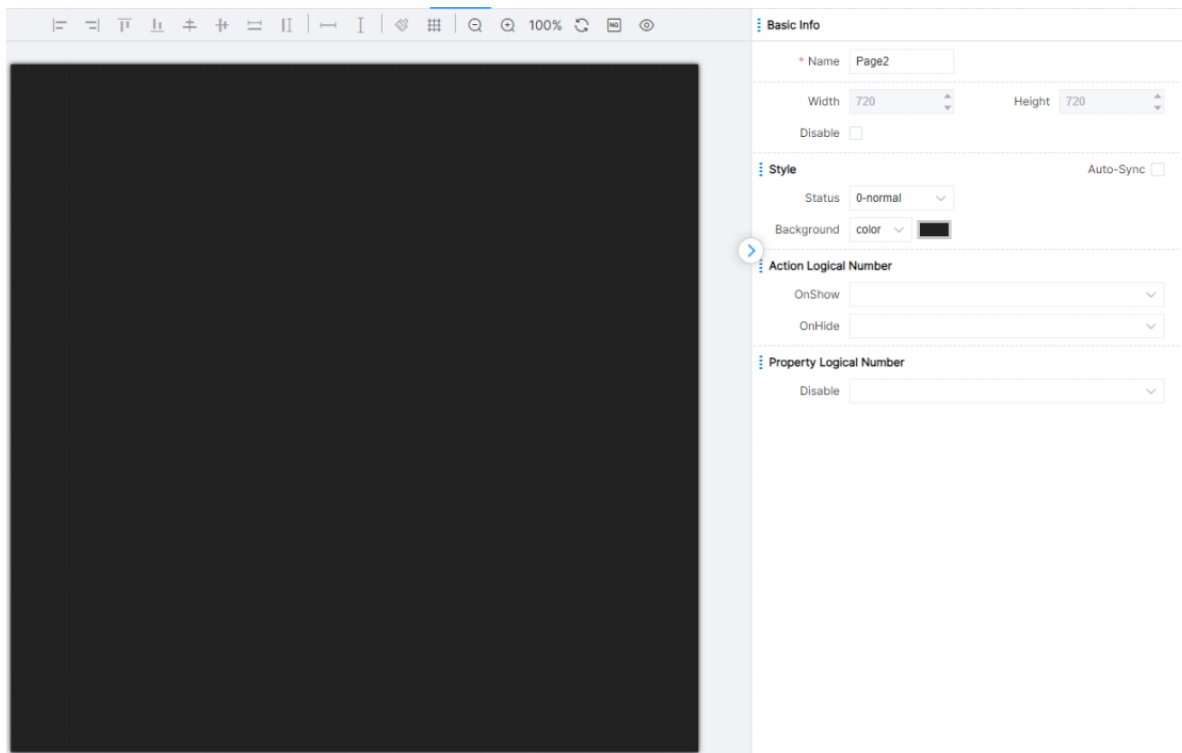 100% NO.
Basic Info
* Name Page2
Width 720 Height 720
Disable
Style Auto-Sync
Status 0-normal
Background color
Action Logical Number
OnShow
OnHide
Property Logical Number
Disable